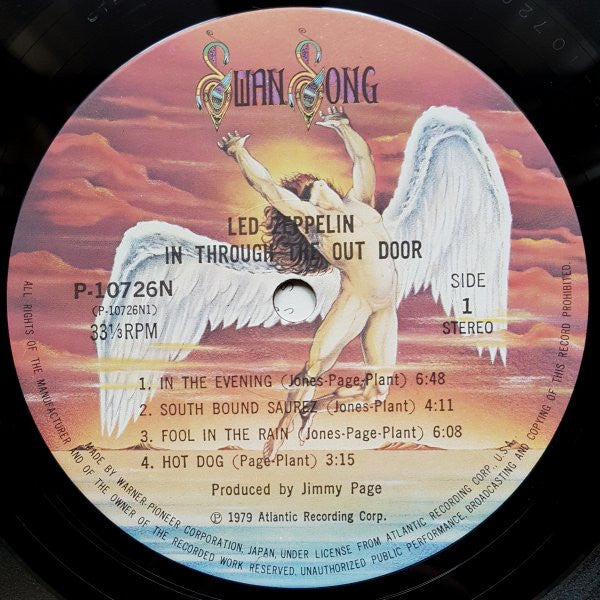 SWAN SONG
LED ZEPPELIN
IN THROUGH THE OUT DOOR
P-10726N
(P-10726N1)
33⅓RPM
SIDE
1
STEREO
1. IN THE EVENING (Jones-Page-Plant) 6:48
2. SOUTH BOUND SAUREZ (Jones-Plant) 4:11
3. FOOL IN THE RAIN (Jones-Page-Plant) 6:08
4. HOT DOG (Page-Plant) 3:15
Produced by Jimmy Page
Ⓟ 1979 Atlantic Recording Corp.
MADE BY WARNER-PIONEER CORPORATION, JAPAN, UNDER LICENSE FROM ATLANTIC RECORDING CORP., U.S.A.
ALL RIGHTS OF THE MANUFACTURER AND OF THE OWNER OF THE RECORDED WORK RESERVED, UNAUTHORIZED PUBLIC PERFORMANCE, BROADCASTING AND COPYING OF THIS RECORD PROHIBITED.